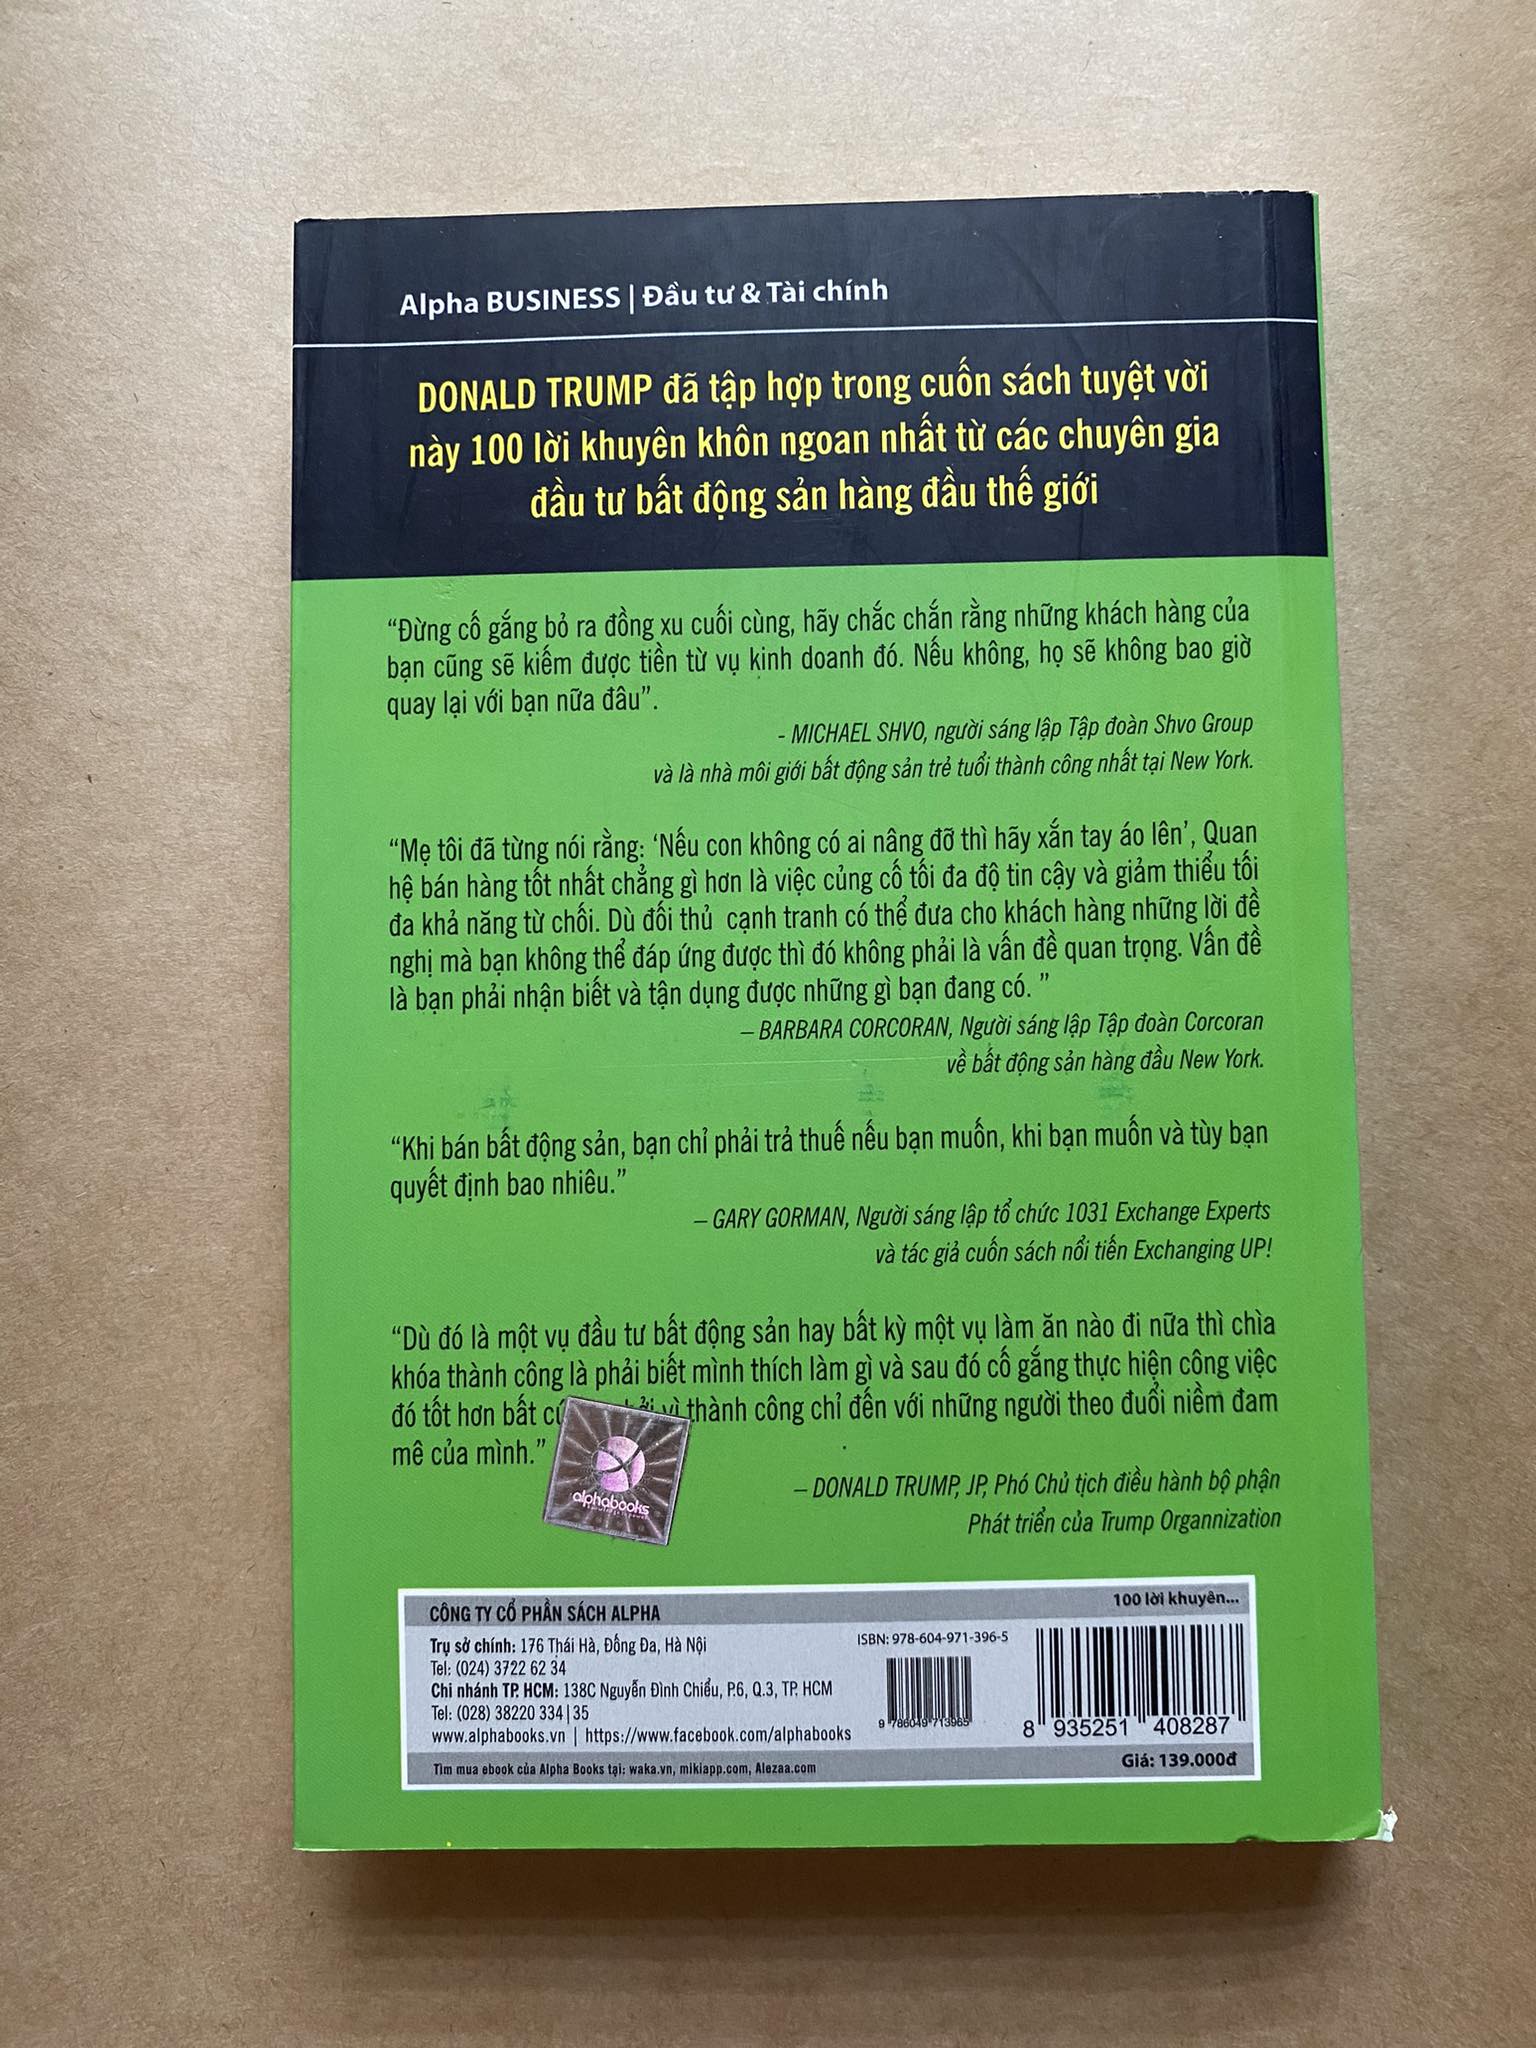 Alpha BUSINESS | Đầu tư & Tài chính
DONALD TRUMP đã tập hợp trong cuốn sách tuyệt vời
này 100 lời khuyên khôn ngoan nhất từ các chuyên gia
đầu tư bất động sản hàng đầu thế giới
“Đừng cố gắng bỏ ra đồng xu cuối cùng, hãy chắc chắn rằng những khách hàng của
bạn cũng sẽ kiếm được tiền từ vụ kinh doanh đó. Nếu không, họ sẽ không bao giờ
quay lại với bạn nữa đâu”.
- MICHAEL SHVO, người sáng lập Tập đoàn Shvo Group
và là nhà môi giới bất động sản trẻ tuổi thành công nhất tại New York.
“Mẹ tôi đã từng nói rằng: ‘Nếu con không có ai nâng đỡ thì hãy xắn tay áo lên’, Quan
hệ bán hàng tốt nhất chẳng gì hơn là việc củng cố tối đa độ tin cậy và giảm thiểu tối
đa khả năng từ chối. Dù đối thủ cạnh tranh có thể đưa cho khách hàng những lời đề
nghị mà bạn không thể đáp ứng được thì đó không phải là vấn đề quan trọng. Vấn đề
là bạn phải nhận biết và tận dụng được những gì bạn đang có. ”
– BARBARA CORCORAN, Người sáng lập Tập đoàn Corcoran
về bất động sản hàng đầu New York.
“Khi bán bất động sản, bạn chỉ phải trả thuế nếu bạn muốn, khi bạn muốn và tùy bạn
quyết định bao nhiêu.”
– GARY GORMAN, Người sáng lập tổ chức 1031 Exchange Experts
và tác giả cuốn sách nổi tiến Exchanging UP!
“Dù đó là một vụ đầu tư bất động sản hay bất kỳ một vụ làm ăn nào đi nữa thì chìa
khóa thành công là phải biết mình thích làm gì và sau đó cố gắng thực hiện công việc
đó tốt hơn bất vì thành công chỉ đến với những người theo đuổi niềm đam
mê của mình.”
alphabooks
– DONALD TRUMP, JP, Phó Chủ tịch điều hành bộ phận
Phát triển của Trump Organnization
CÔNG TY CỔ PHẦN SÁCH ALPHA
100 lời khuyên...
Trụ sở chính: 176 Thái Hà, Đống Đa, Hà Nội
Tel: (024) 3722 62 34
Chi nhánh TP. HCM: 138C Nguyễn Đình Chiểu, P.6, Q.3, TP. HCM
Tel: (028) 38220 334 | 35
www.alphabooks.vn | https://www.facebook.com/alphabooks
ISBN: 978-604-971-396-5
9 786049 713965
8 935251 408287
Tìm mua ebook của Alpha Books tại: waka.vn, mikiapp.com, Alezaa.com
Giá: 139.000đ